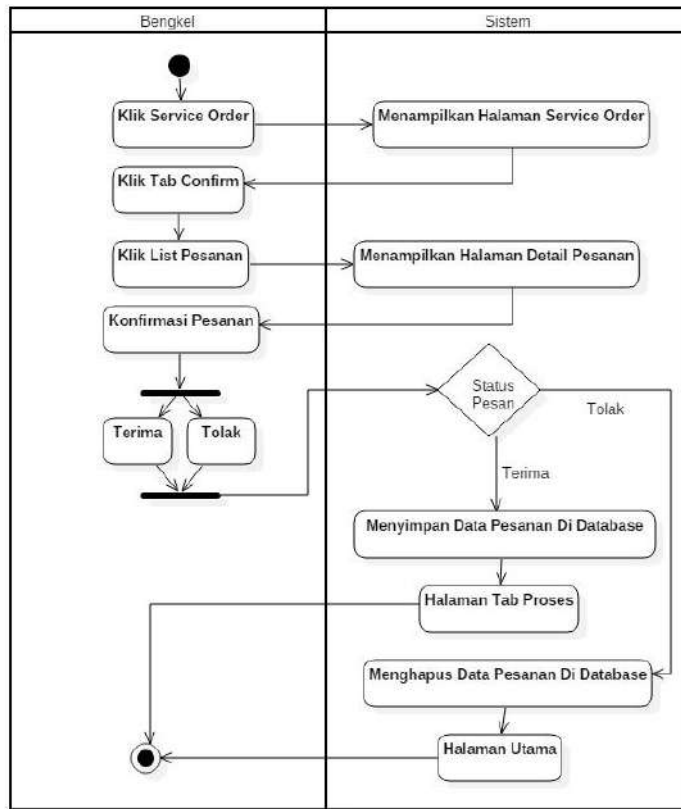 Bengkel
Sistem
Klik Service Order
Menampilkan Halaman Service Order
Klik Tab Confirm
Klik List Pesanan
Menampilkan Halaman Detail Pesanan
Konfirmasi Pesanan
Status
Pesan
Tolak
Terima
Tolak
Terima
Menyimpan Data Pesanan Di Database
Halaman Tab Proses
Menghapus Data Pesanan Di Database
Halaman Utama